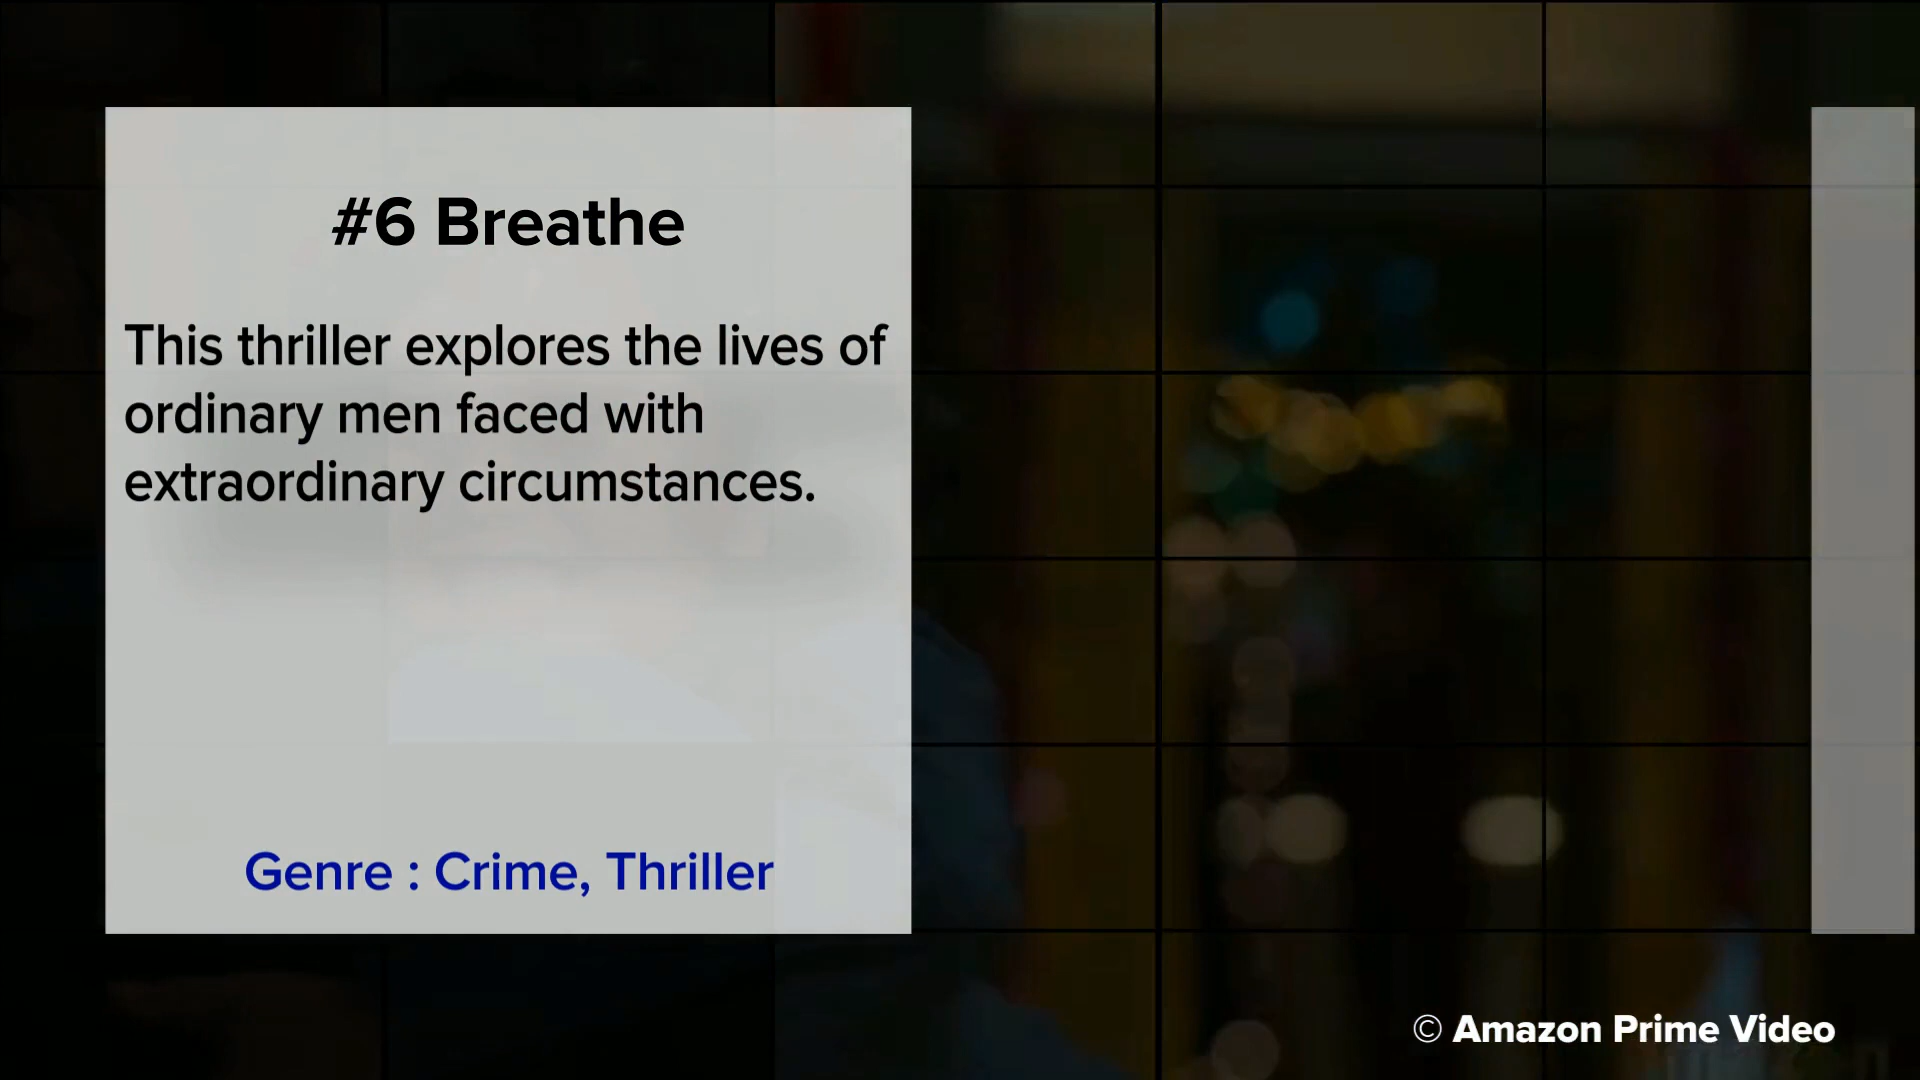 #6 Breathe
This thriller explores the lives of
ordinary men faced with
extraordinary circumstances.
Genre : Crime, Thriller
© Amazon Prime Video